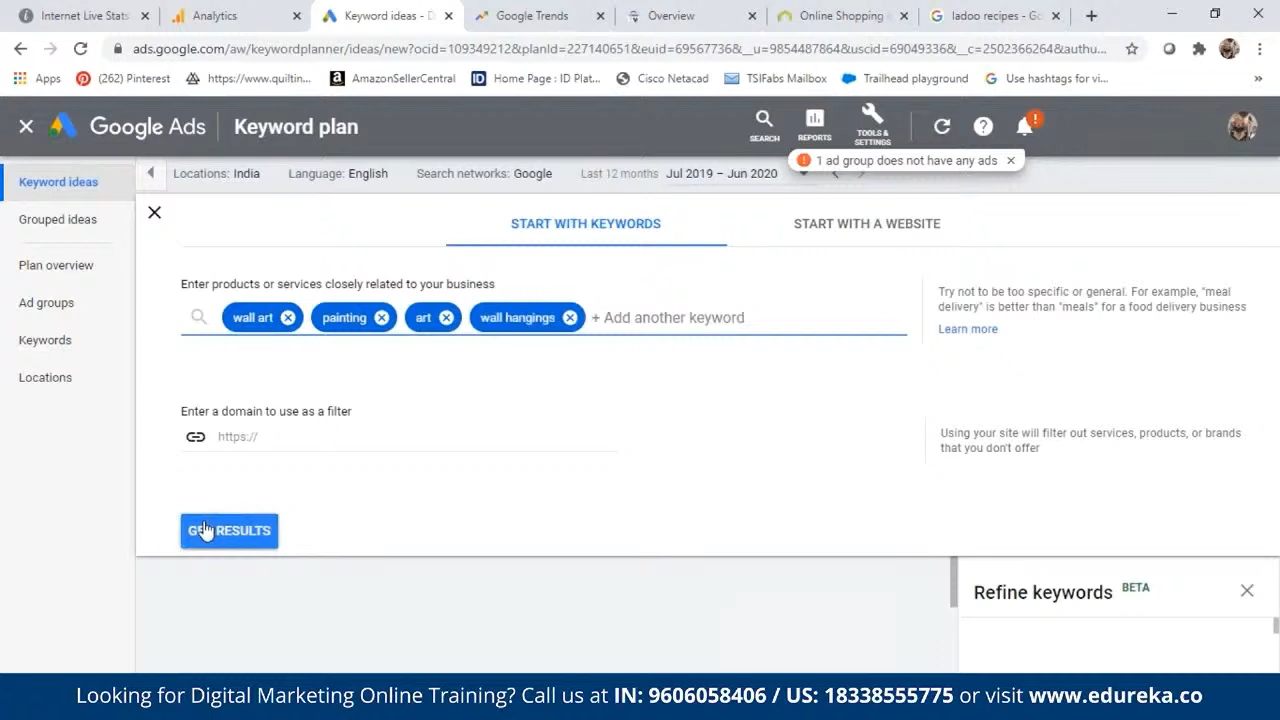 Internet Live Stats
Analytics
Keyword ideas - D
Google Trends
Overview
Online Shopping
ladoo recipes - Go
ads.google.com/aw/keywordplanner/ideas/new?ocid=109349212&planId=227140651&euid=69567736&__u=9854487864&uscid=690493336&__c=2502366264&authu...
Apps
(262) Pinterest
https://www.quiltin...
AmazonSellerCentral
Home Page : ID Plat...
Cisco Netacad
TSIFabs Mailbox
Trailhead playground
Use hashtags for vi...
Google Ads
Keyword plan
SEARCH
REPORTS
TOOLS &
SETTINGS
1 ad group does not have any ads
Keyword ideas
Grouped ideas
Plan overview
Ad groups
Keywords
Locations
Locations: India
Language: English
Search networks: Google
Last 12 months
Jul 2019 – Jun 2020
START WITH KEYWORDS
START WITH A WEBSITE
Enter products or services closely related to your business
wall art
painting
art
wall hangings
+ Add another keyword
Try not to be too specific or general. For example, "meal
delivery" is better than "meals" for a food delivery business
Learn more
Enter a domain to use as a filter
https://
Using your site will filter out services, products, or brands
that you don't offer
GET RESULTS
Refine keywords BETA
Looking for Digital Marketing Online Training? Call us at IN: 9606058406 / US: 18338555775 or visit www.edureka.co